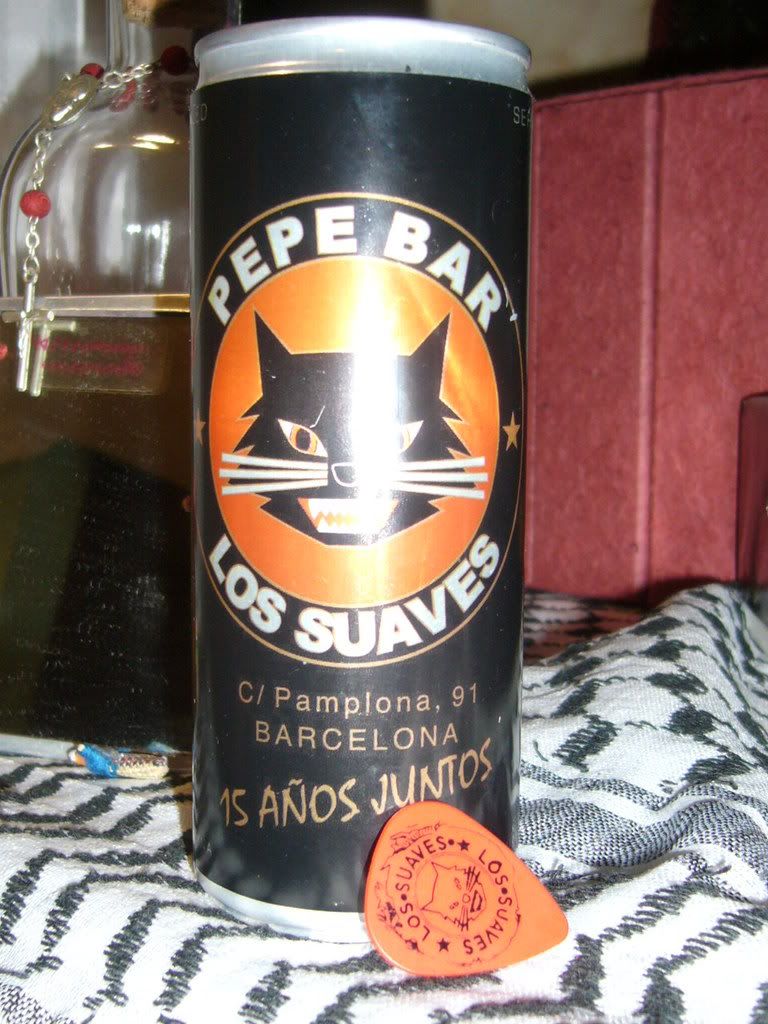 PEPE BAR
LOS SUAVES
C/ Pamplona, 91
BARCELONA
15 AÑOS JUNTOS
LOS•SUAVES•★LOS•SUAVES★